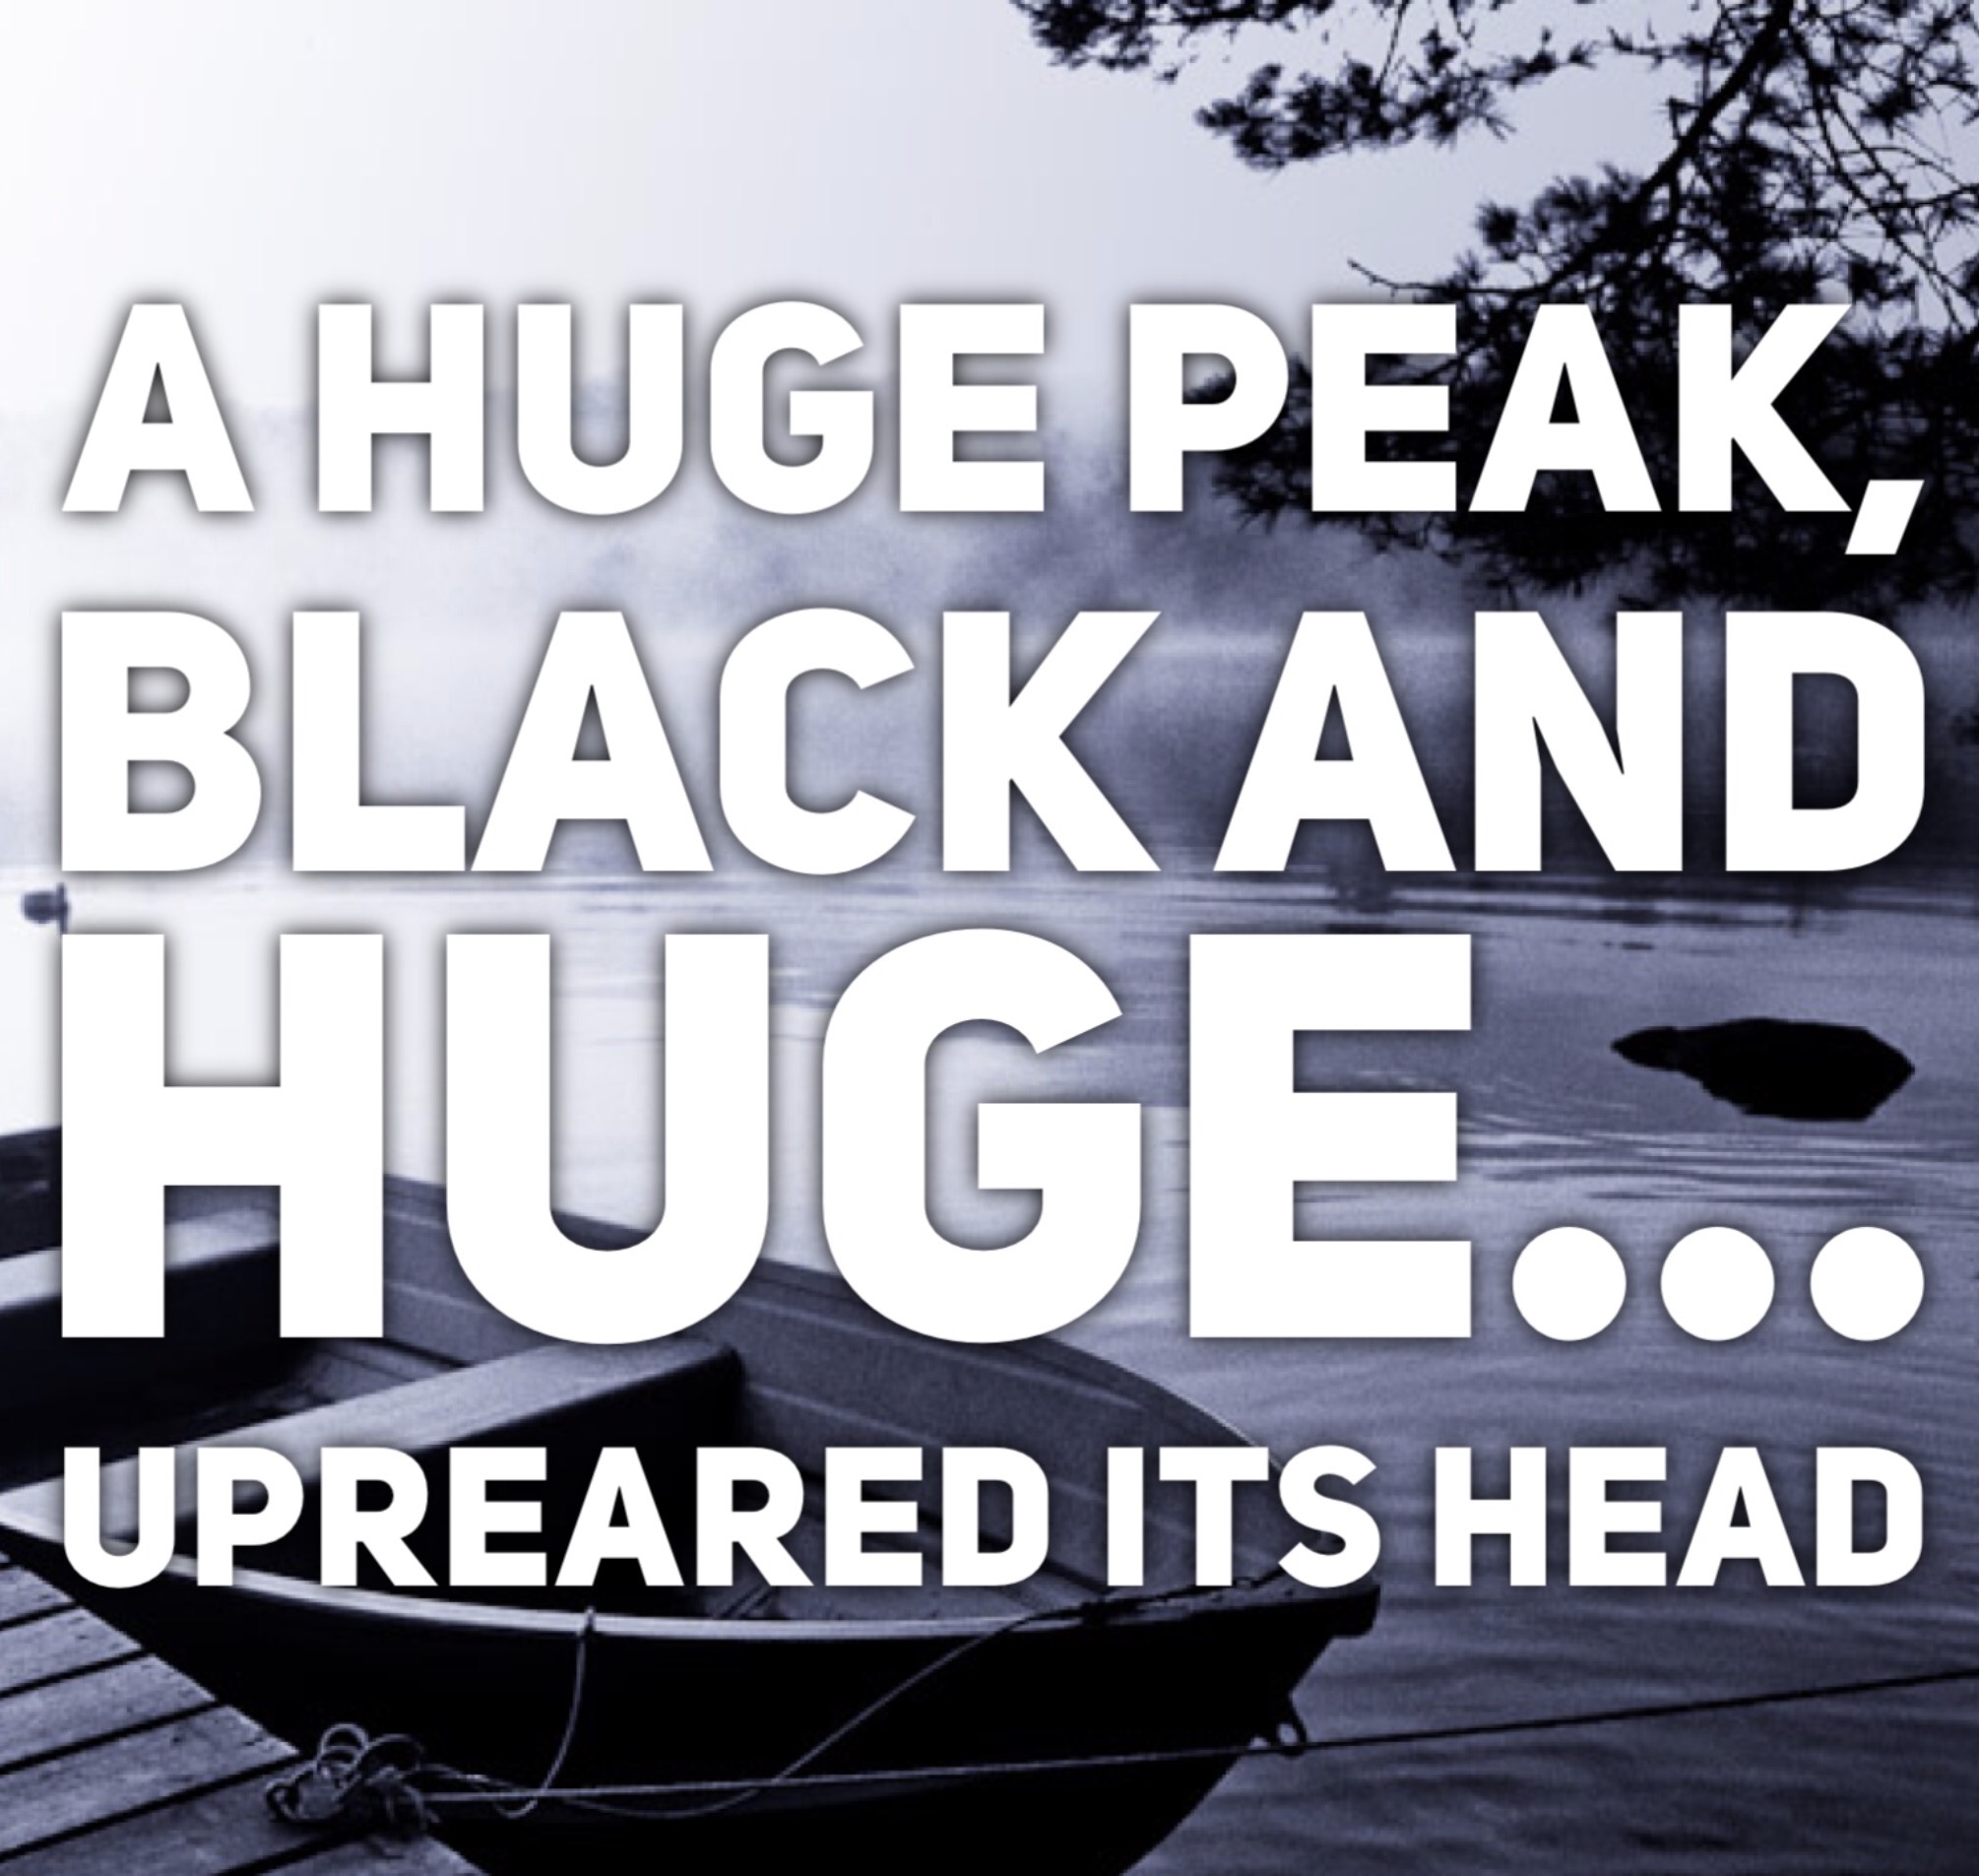 A HUGE PEAK,
BLACK AND
HUGE...
UPREARED ITS HEAD